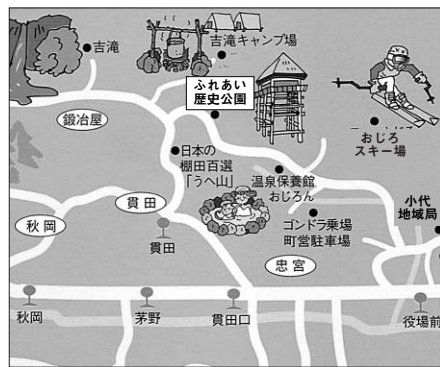 吉滝
吉滝キャンプ場
ふれあい
歴史公園
鍛冶屋
おじろ
スキー場
日本の
棚田百選
「うへ山」
温泉保養館
おじろん
小代
地域局
貫田
秋岡
貫田
ゴンドラ乗場
町営駐車場
忠宮
秋岡
茅野
貫田口
役場前